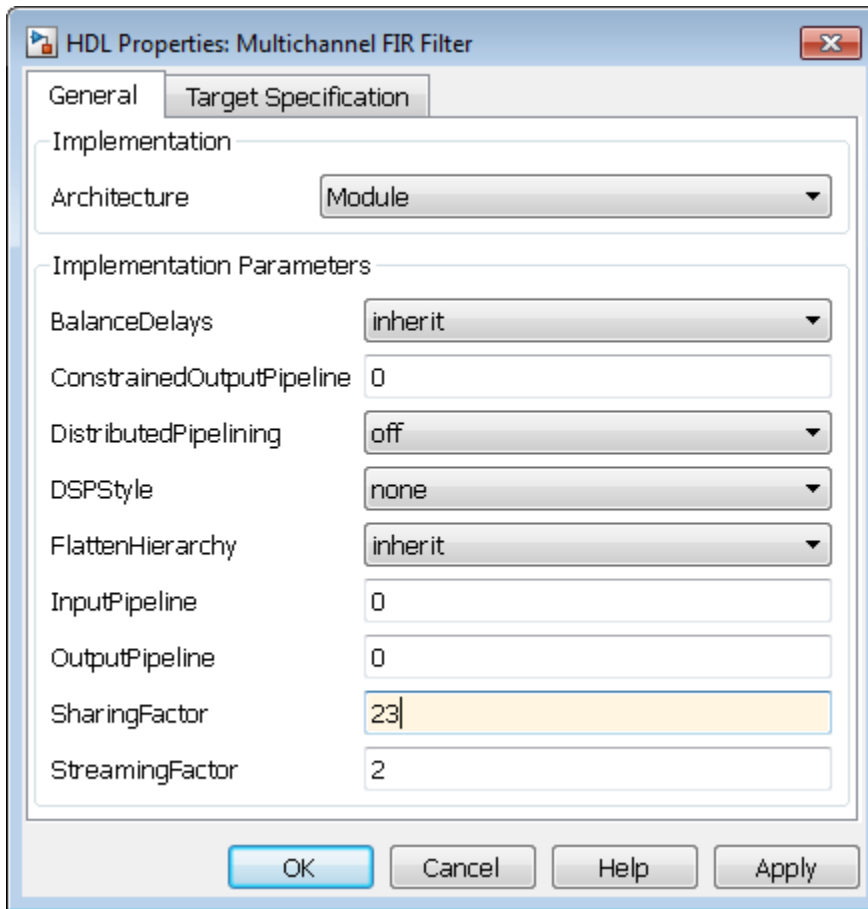 HDL Properties: Multichannel FIR Filter
General Target Specification
Implementation
Architecture Module
Implementation Parameters
BalanceDelays inherit
ConstrainedOutputPipeline 0
DistributedPipelining off
DSPStyle none
FlattenHierarchy inherit
InputPipeline 0
OutputPipeline 0
SharingFactor 23
StreamingFactor 2
OK Cancel Help Apply